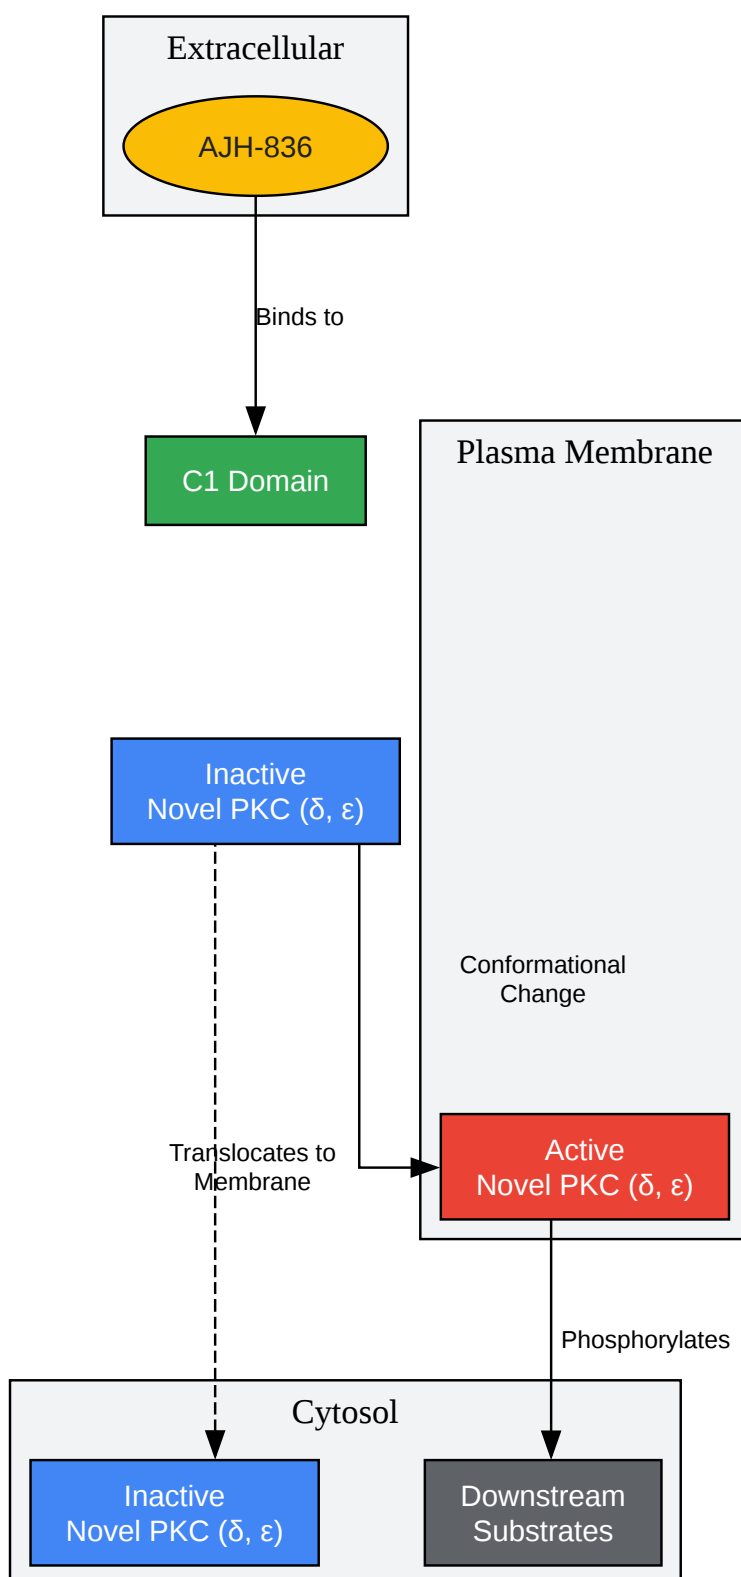 Extracellular
AJH-836
Binds to
C1 Domain
Plasma Membrane
Inactive
Novel PKC (δ, ε)
Conformational
Change
Translocates to
Membrane
Active
Novel PKC (δ, ε)
Phosphorylates
Cytosol
Inactive
Novel PKC (δ, ε)
Downstream
Substrates